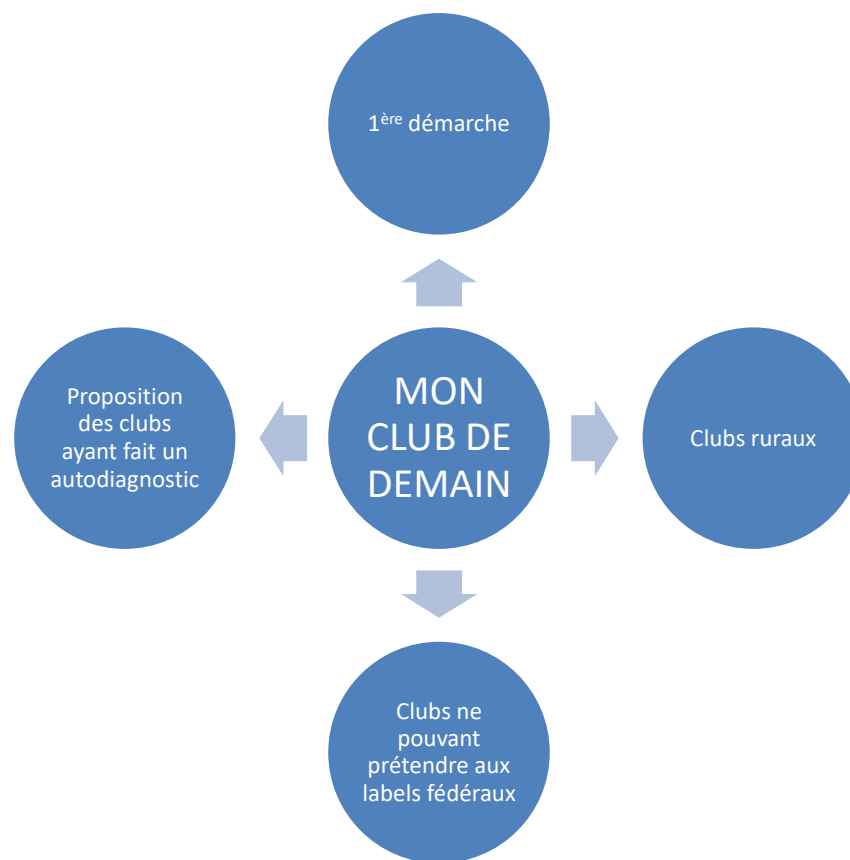 1ère démarche
Proposition
des clubs
ayant fait un
autodiagnostic
MON
CLUB DE
DEMAIN
Clubs ruraux
Clubs ne
pouvant
prétendre aux
labels fédéraux